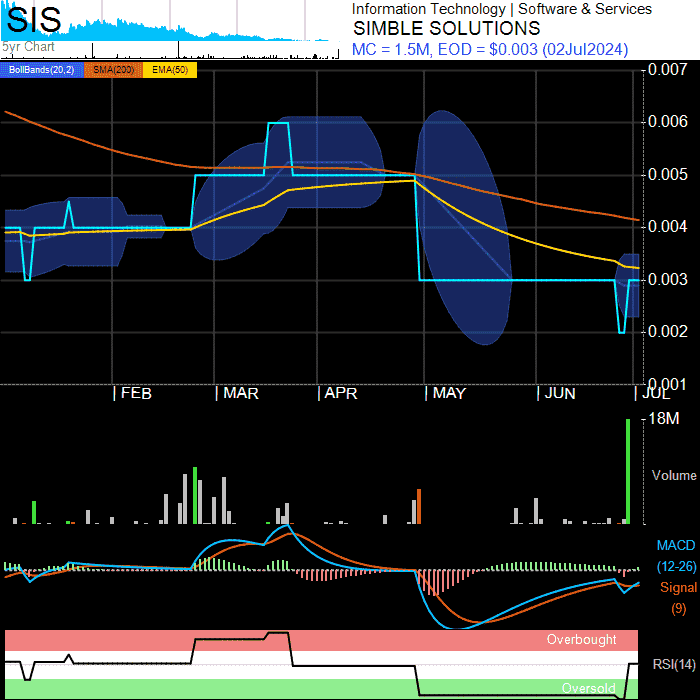 SIS
5yr Chart
Information Technology | Software & Services
SIMBLE SOLUTIONS
MC = 1.5M, EOD = $0.003 (02Jul2024)
BollBands(20,2) SMA(200) EMA(50)
0.007
0.006
0.005
0.004
0.003
0.002
0.001
FEB MAR APR MAY JUN JUL
18M
Volume
MACD
(12-26)
Signal
(9)
Overbought
RSI(14)
Oversold